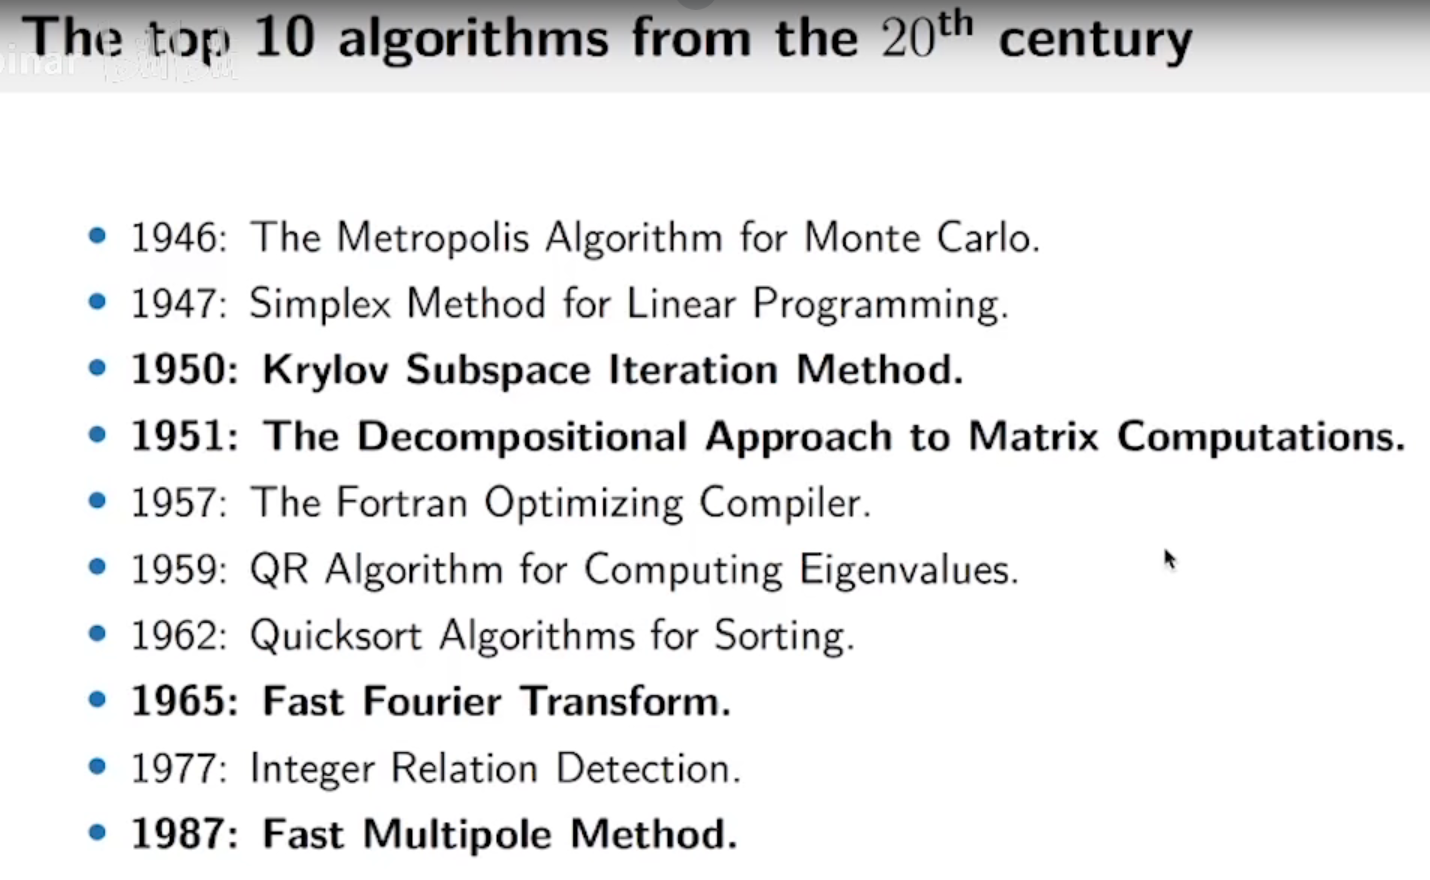 The top 10 algorithms from the 20th century
inar bilibili
• 1946: The Metropolis Algorithm for Monte Carlo.
• 1947: Simplex Method for Linear Programming.
• 1950: Krylov Subspace Iteration Method.
• 1951: The Decompositional Approach to Matrix Computations.
• 1957: The Fortran Optimizing Compiler.
• 1959: QR Algorithm for Computing Eigenvalues.
• 1962: Quicksort Algorithms for Sorting.
• 1965: Fast Fourier Transform.
• 1977: Integer Relation Detection.
• 1987: Fast Multipole Method.